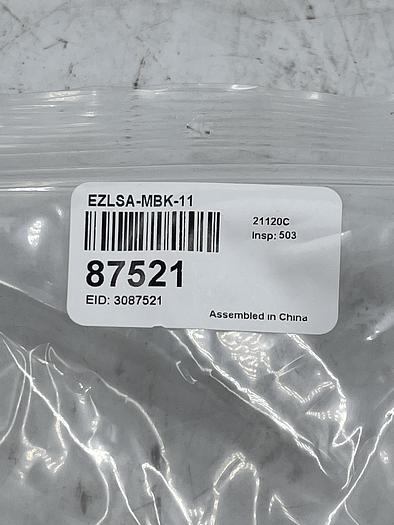 EZLSA-MBK-11
21120C
Insp: 503
87521
EID: 3087521
Assembled in China